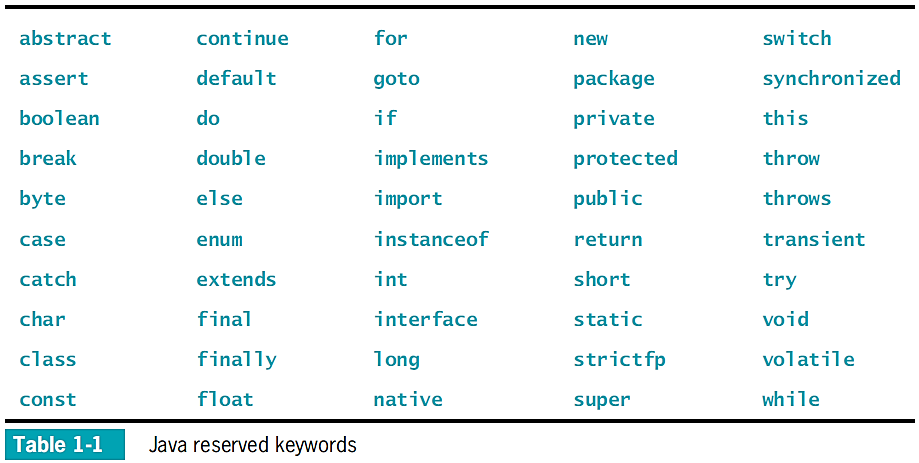 abstract continue for new switch
assert default goto package synchronized
boolean do if private this
break double implements protected throw
byte else import public throws
case enum instanceof return transient
catch extends int short try
char final interface static void
class finally long strictfp volatile
const float native super while
Table 1-1 Java reserved keywords